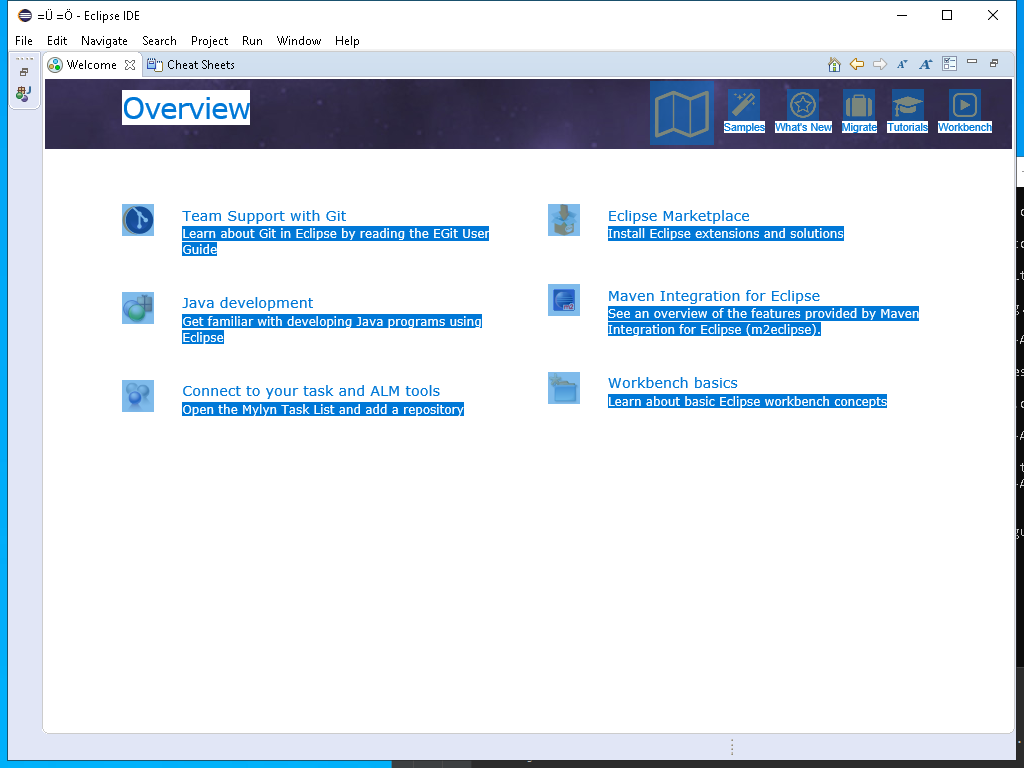 =Ü =Ö - Eclipse IDE
File Edit Navigate Search Project Run Window Help
Welcome Cheat Sheets
Overview
Samples What's New Migrate Tutorials Workbench
Team Support with Git
Learn about Git in Eclipse by reading the EGit User
Guide
Java development
Get familiar with developing Java programs using
Eclipse
Connect to your task and ALM tools
Open the Mylyn Task List and add a repository
Eclipse Marketplace
Install Eclipse extensions and solutions
Maven Integration for Eclipse
See an overview of the features provided by Maven
Integration for Eclipse (m2eclipse).
Workbench basics
Learn about basic Eclipse workbench concepts